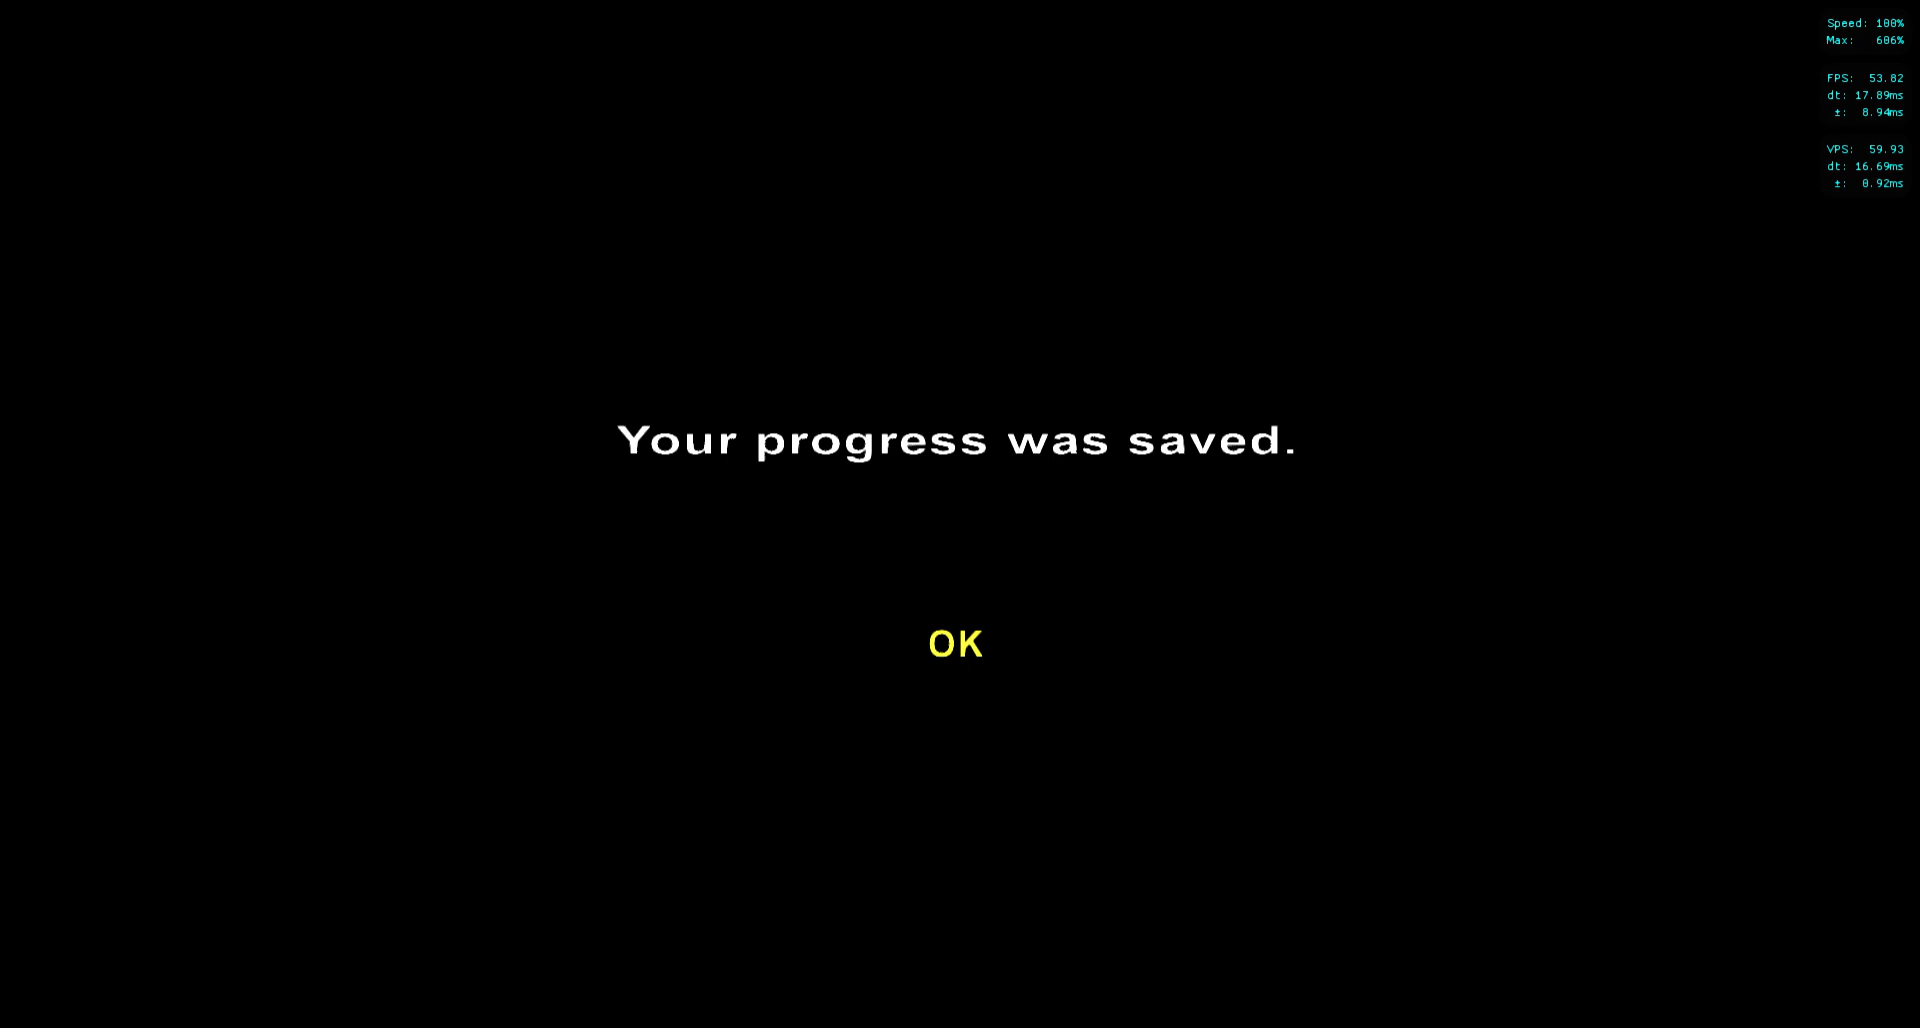 Speed: 100%
Max: 606%
FPS: 53.82
dt: 17.89ms
±: 8.94ms
VPS: 59.93
dt: 16.69ms
±: 0.92ms
Your progress was saved.
OK